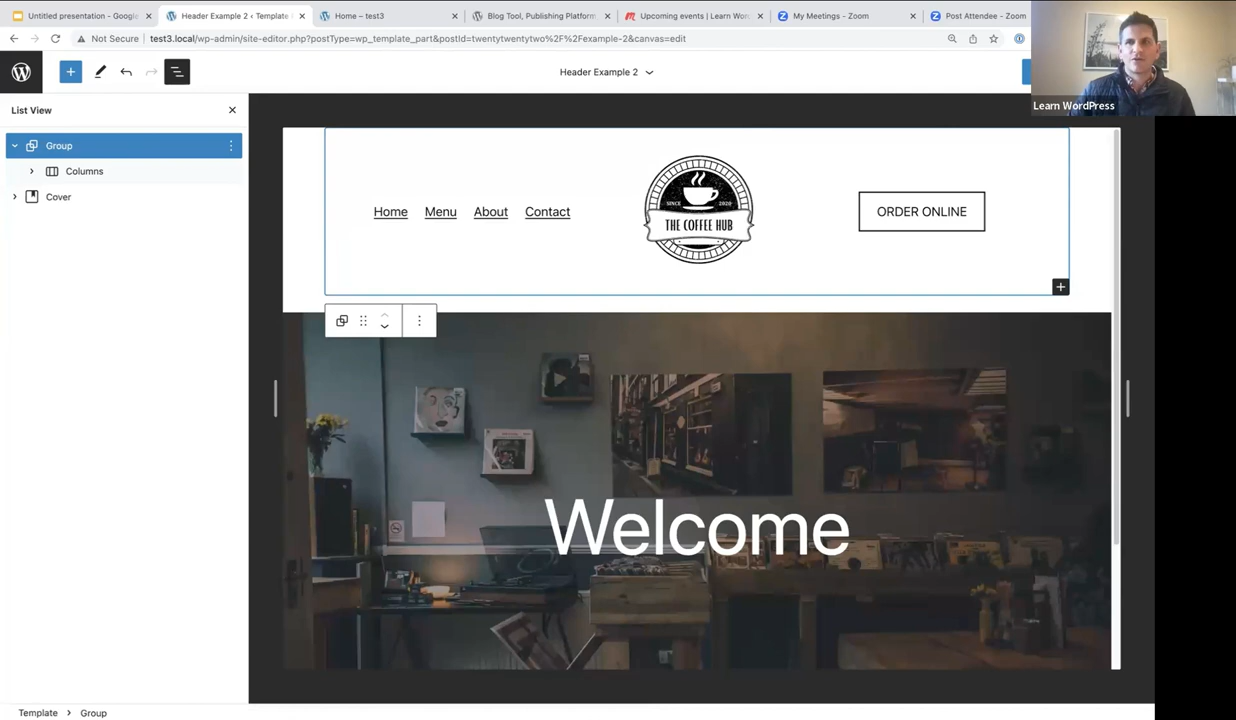 Untitled presentation - Google
Header Example 2 ‹ Template
Home – test3
Blog Tool, Publishing Platform,
Upcoming events | Learn Wor
My Meetings - Zoom
Post Attendee - Zoom
Not Secure
test3.local/wp-admin/site-editor.php?postType=wp_template_part&postId=twentytwentytwo%2F%2Fexample-2&canvas=edit
Header Example 2
Learn WordPress
List View
Group
Columns
Cover
Home
Menu
About
Contact
SINCE
2020
THE COFFEE HUB
ORDER ONLINE
Welcome
Template
Group